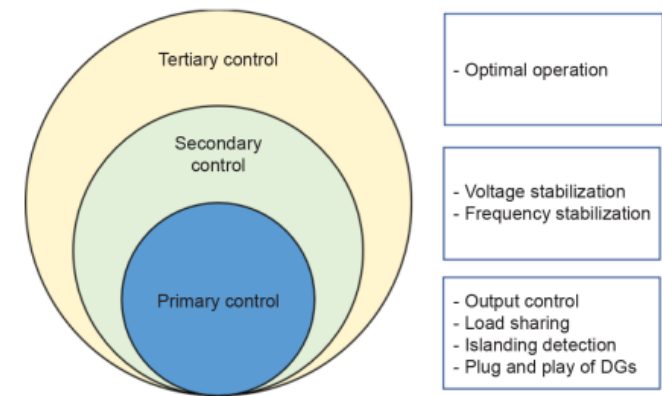 Tertiary control
Secondary
control
Primary control
- Optimal operation
- Voltage stabilization
- Frequency stabilization
- Output control
- Load sharing
- Islanding detection
- Plug and play of DGs